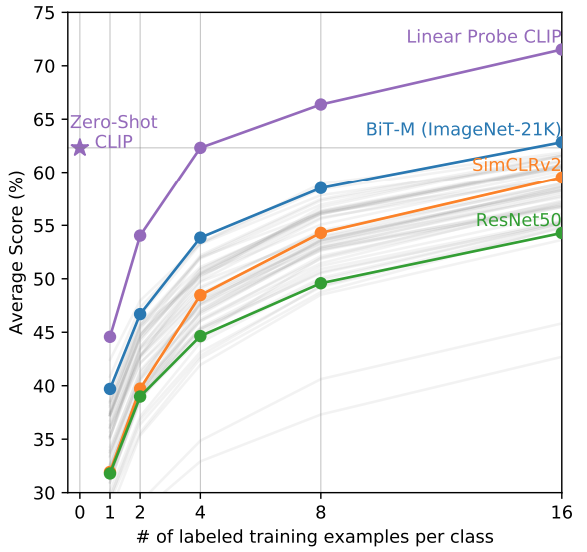 75
70
65
60
55
50
45
40
35
30
Average Score (%)
Linear Probe CLIP
Zero-Shot
CLIP
BiT-M (ImageNet-21K)
SimCLRv2
ResNet50
0 1 2 4 8 16
# of labeled training examples per class